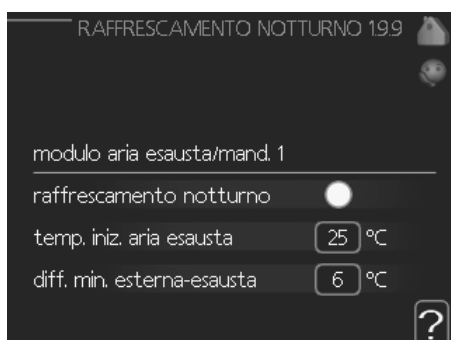 RAFFRESCAMENTO NOTTURNO 1.9.9
modulo aria esausta/mand. 1
raffrescamento notturno
temp. iniz. aria esausta 25 °C
diff. min. esterna-esausta 6 °C
?